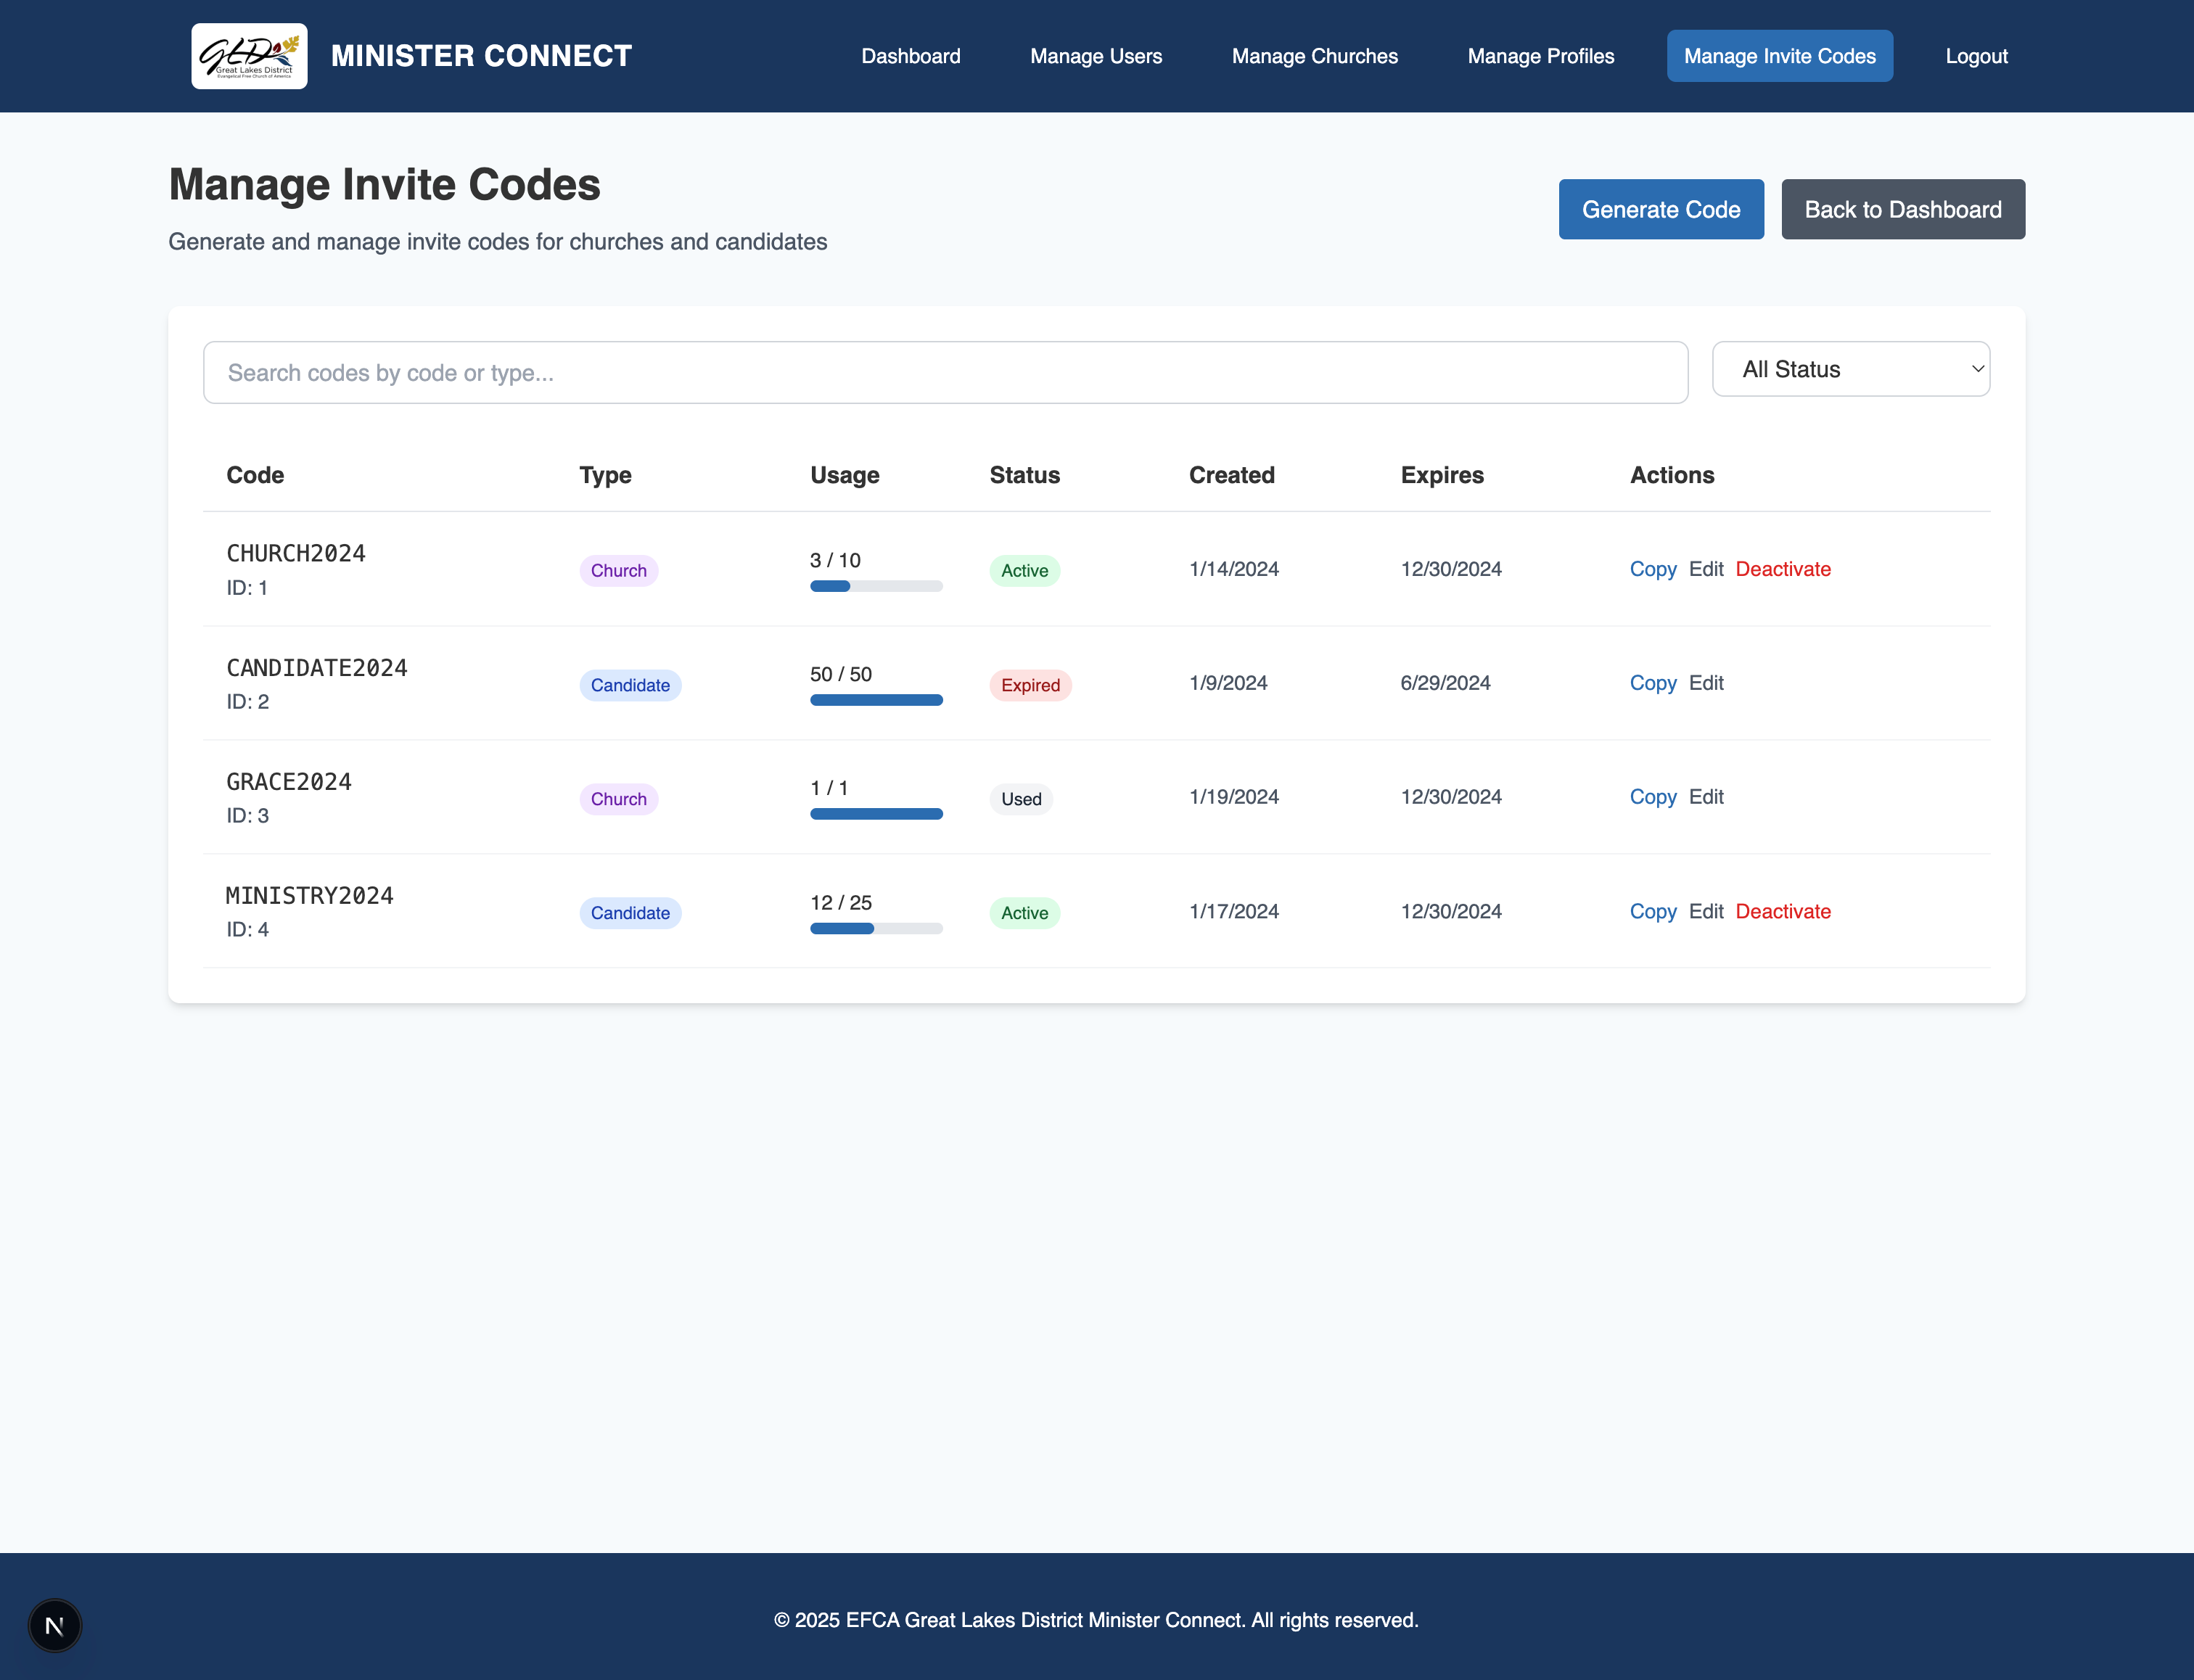 GLD
Great Lakes District
Evangelical Free Church of America
MINISTER CONNECT
Dashboard
Manage Users
Manage Churches
Manage Profiles
Manage Invite Codes
Logout
Manage Invite Codes
Generate and manage invite codes for churches and candidates
Generate Code
Back to Dashboard
Search codes by code or type...
All Status
Code Type Usage Status Created Expires Actions
CHURCH2024
ID: 1
Church
3 / 10
Active
1/14/2024
12/30/2024
Copy Edit Deactivate
CANDIDATE2024
ID: 2
Candidate
50 / 50
Expired
1/9/2024
6/29/2024
Copy Edit
GRACE2024
ID: 3
Church
1 / 1
Used
1/19/2024
12/30/2024
Copy Edit
MINISTRY2024
ID: 4
Candidate
12 / 25
Active
1/17/2024
12/30/2024
Copy Edit Deactivate
N
© 2025 EFCA Great Lakes District Minister Connect. All rights reserved.